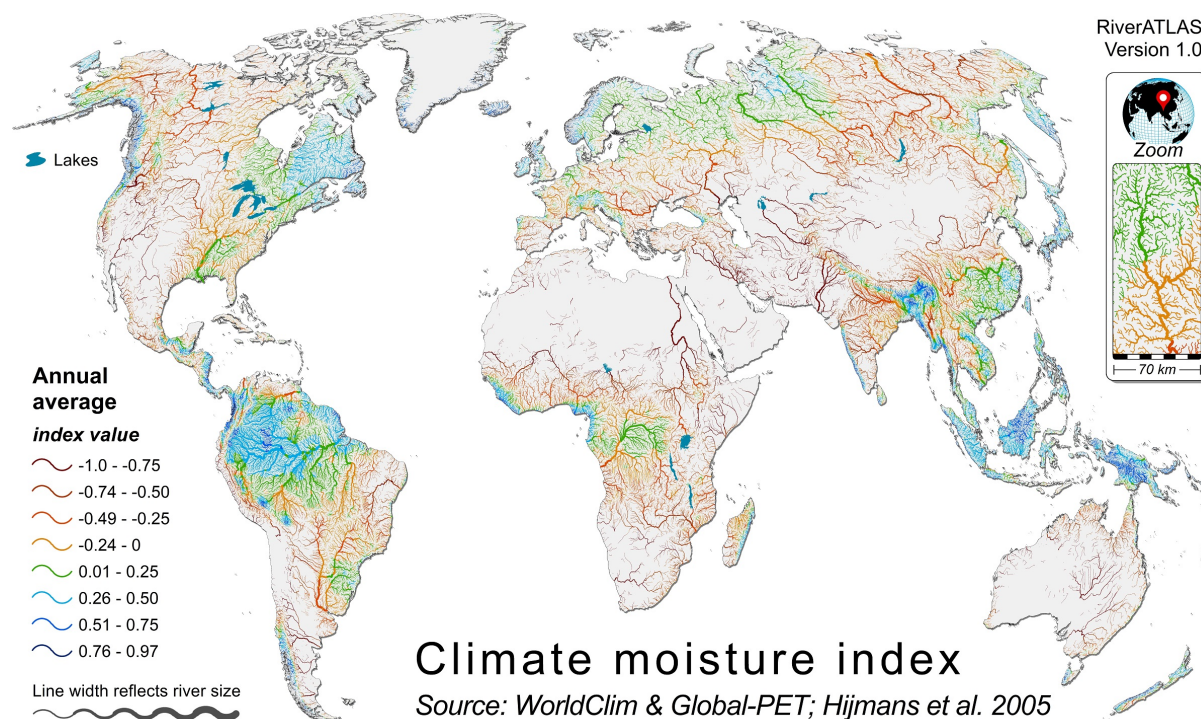 RiverATLAS
Version 1.0
Zoom
70 km
Lakes
Annual
average
index value
-1.0 - -0.75
-0.74 - -0.50
-0.49 - -0.25
-0.24 - 0
0.01 - 0.25
0.26 - 0.50
0.51 - 0.75
0.76 - 0.97
Line width reflects river size
Climate moisture index
Source: WorldClim & Global-PET; Hijmans et al. 2005